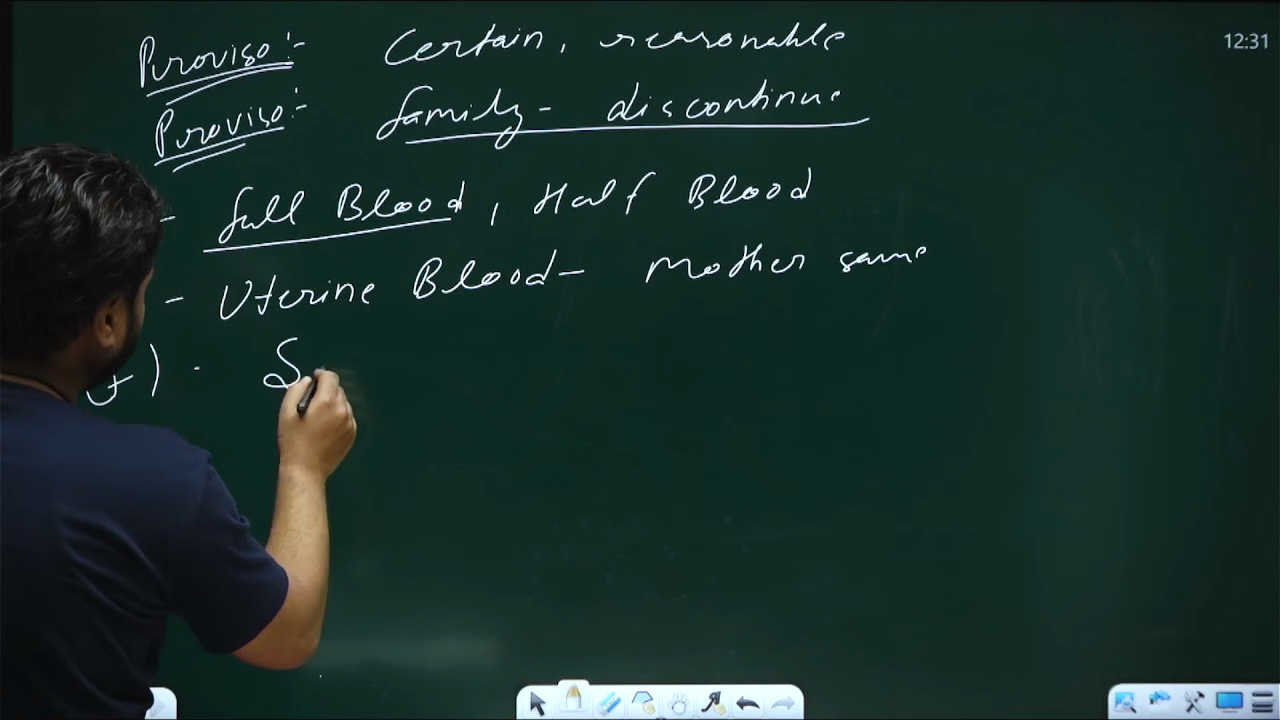 Proviso:- Certain, reasonable
12:31
Proviso:- family- discontinue
- full Blood, Half Blood
- Uterine Blood- Mother same
f) - S